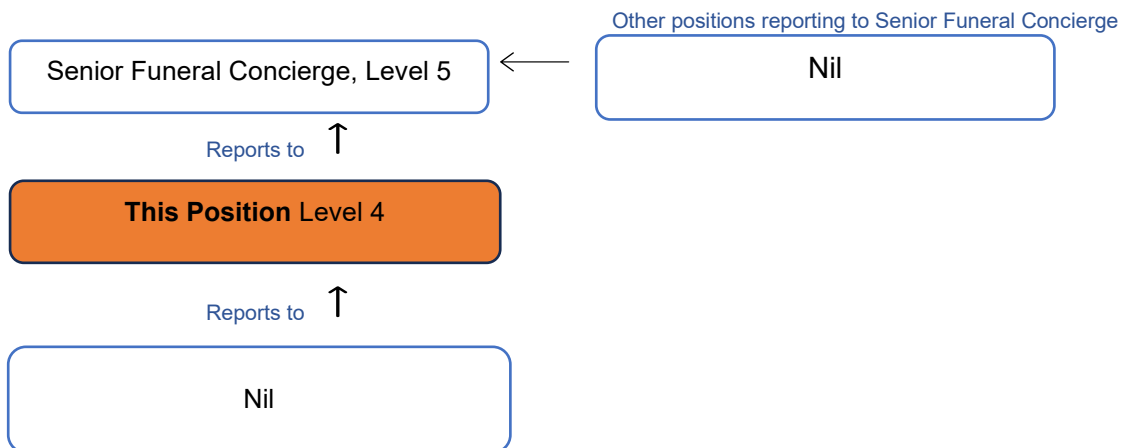 Other positions reporting to Senior Funeral Concierge
Senior Funeral Concierge, Level 5
Nil
Reports to
This Position Level 4
Reports to
Nil